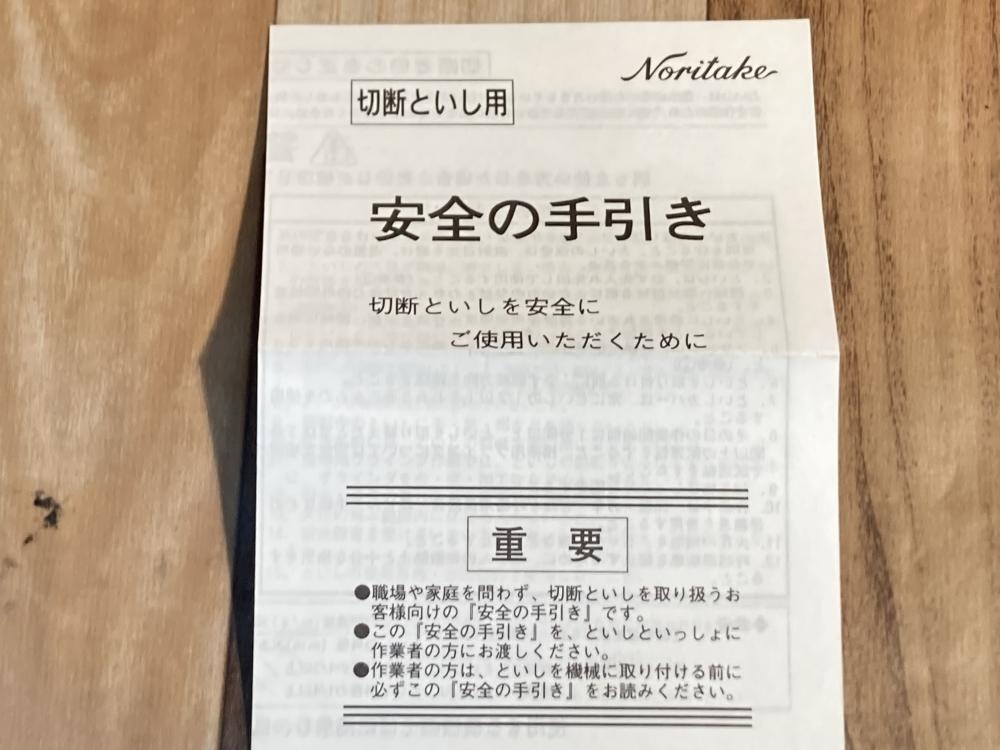 Noritake
切断といし用
安全の手引き
切断といしを安全に
ご使用いただくために
重 要
●職場や家庭を問わず、切断といしを取り扱うお
客様向けの『安全の手引き』です。
●この『安全の手引き』を、といしといっしょに
作業者の方にお渡しください。
●作業者の方は、といしを機械に取り付ける前に
必ずこの『安全の手引き』をお読みください。